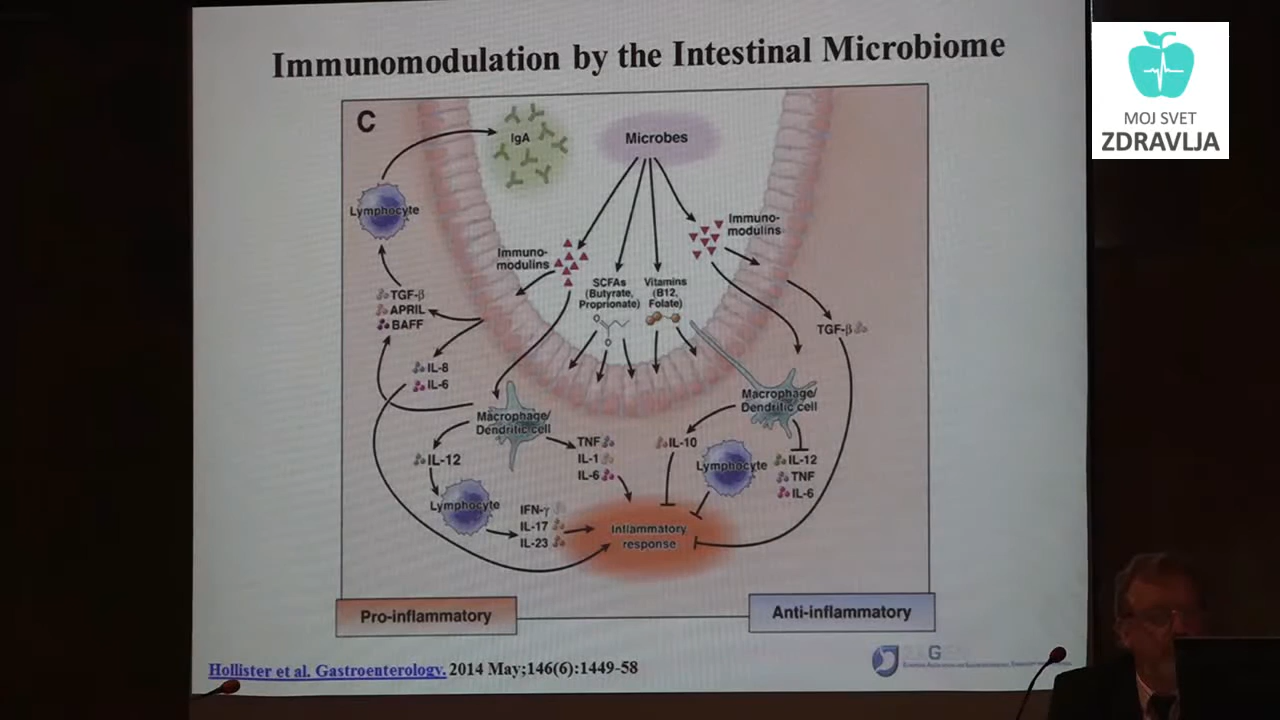 Immunomodulation by the Intestinal Microbiome
MOJ SVET
ZDRAVLJA
C
IgA
Microbes
Lymphocyte
Immuno-
modulins
Immuno-
modulins
SCFAs
(Butyrate,
Proprionate)
Vitamins
(B12,
Folate)
TGF-β
APRIL
BAFF
TGF-β
IL-8
IL-6
Macrophage/
Dendritic cell
Macrophage/
Dendritic cell
IL-12
TNF
IL-1
IL-6
IL-10
Lymphocyte
IL-12
TNF
IL-6
Lymphocyte
IFN-γ
IL-17
IL-23
Inflammatory
response
Pro-inflammatory
Anti-inflammatory
Hollister et al. Gastroenterology. 2014 May;146(6):1449-58